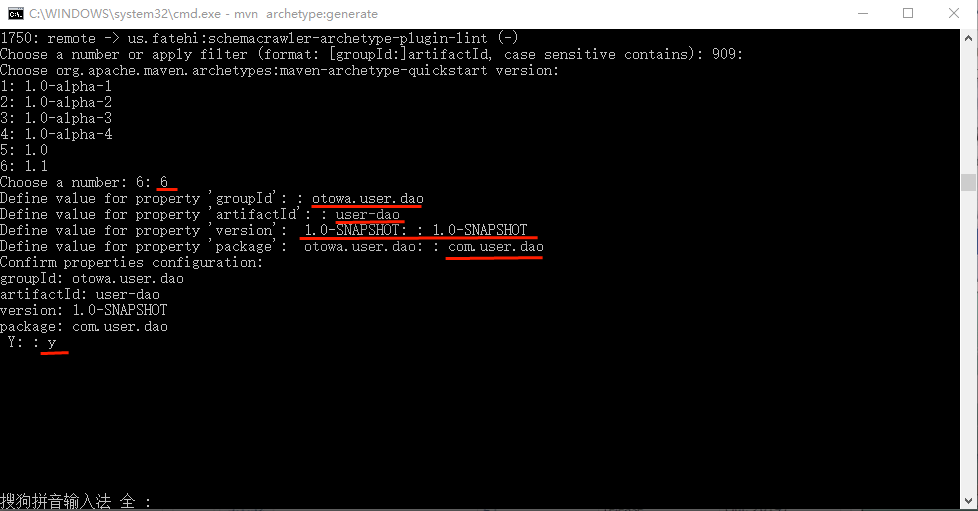 C:\WINDOWS\system32\cmd.exe - mvn  archetype:generate
1750: remote -> us.fatehi:schemacrawler-archetype-plugin-lint (-)
Choose a number or apply filter (format: [groupId:]artifactId, case sensitive contains): 909:
Choose org.apache.maven.archetypes:maven-archetype-quickstart version:
1: 1.0-alpha-1
2: 1.0-alpha-2
3: 1.0-alpha-3
4: 1.0-alpha-4
5: 1.0
6: 1.1
Choose a number: 6: 6
Define value for property 'groupId': : otowa.user.dao
Define value for property 'artifactId': : user-dao
Define value for property 'version':  1.0-SNAPSHOT: : 1.0-SNAPSHOT
Define value for property 'package':  otowa.user.dao: : com.user.dao
Confirm properties configuration:
groupId: otowa.user.dao
artifactId: user-dao
version: 1.0-SNAPSHOT
package: com.user.dao
 Y: : y
搜狗拼音输入法 全 :